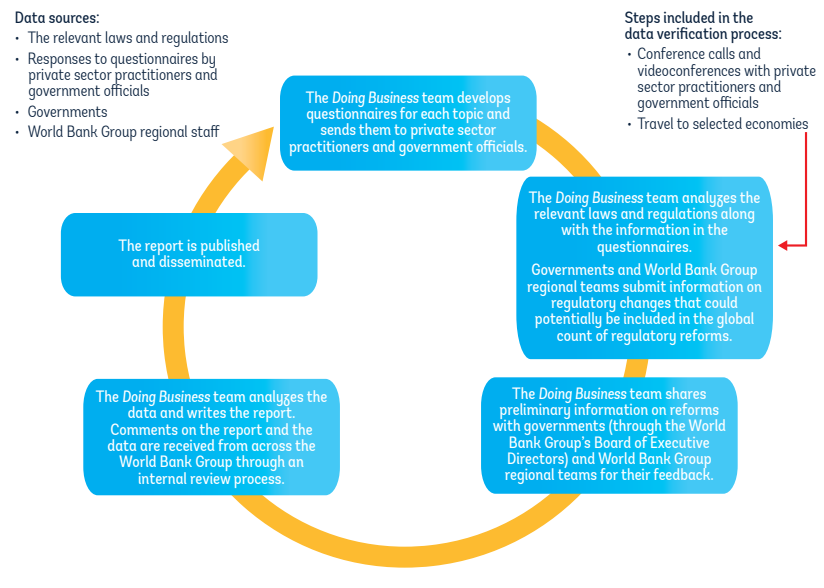 Data sources:
• The relevant laws and regulations
• Responses to questionnaires by
private sector practitioners and
government officials
• Governments
• World Bank Group regional staff
Steps included in the
data verification process:
• Conference calls and
videoconferences with private
sector practitioners and
government officials
• Travel to selected economies
The Doing Business team develops
questionnaires for each topic and
sends them to private sector
practitioners and government officials.
The Doing Business team analyzes the
relevant laws and regulations along
with the information in the
questionnaires.
Governments and World Bank Group
regional teams submit information on
regulatory changes that could
potentially be included in the global
count of regulatory reforms.
The Doing Business team shares
preliminary information on reforms
with governments (through the World
Bank Group's Board of Executive
Directors) and World Bank Group
regional teams for their feedback.
The Doing Business team analyzes the
data and writes the report.
Comments on the report and the
data are received from across the
World Bank Group through an
internal review process.
The report is published
and disseminated.